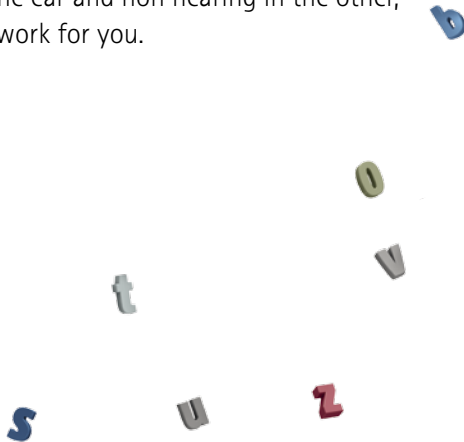 ne ear and non hearing in the other,
work for you.
b
o
v
t
z
s
u